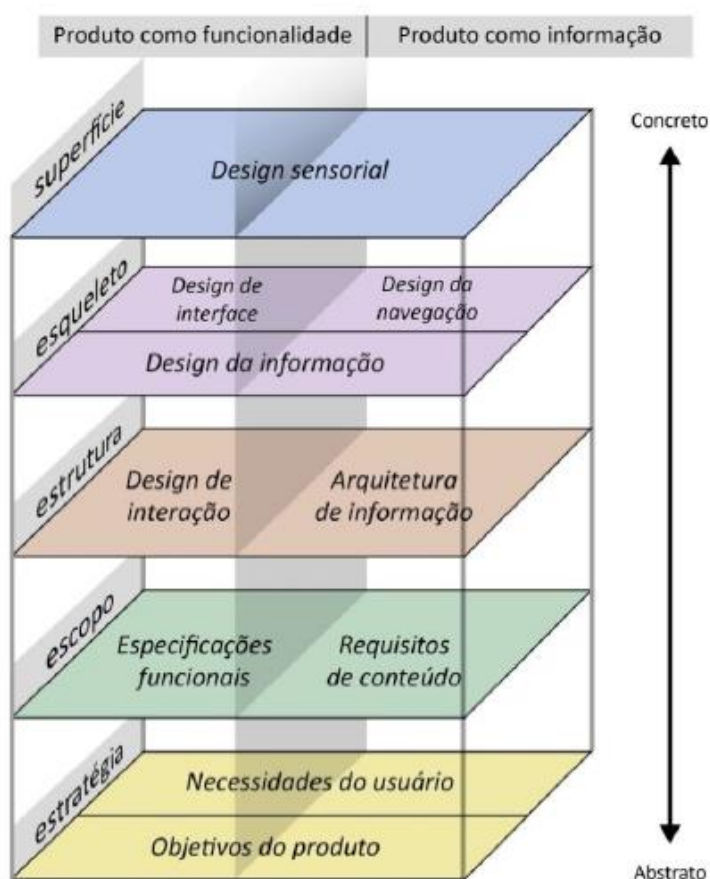 Produto como funcionalidade
Produto como informação
Concreto
superfície
Design sensorial
esqueleto
Design de
interface
Design da
navegação
Design da informação
estrutura
Design de
interação
Arquitetura
de informação
escopo
Especificações
funcionais
Requisitos
de conteúdo
estratégia
Necessidades do usuário
Objetivos do produto
Abstrato